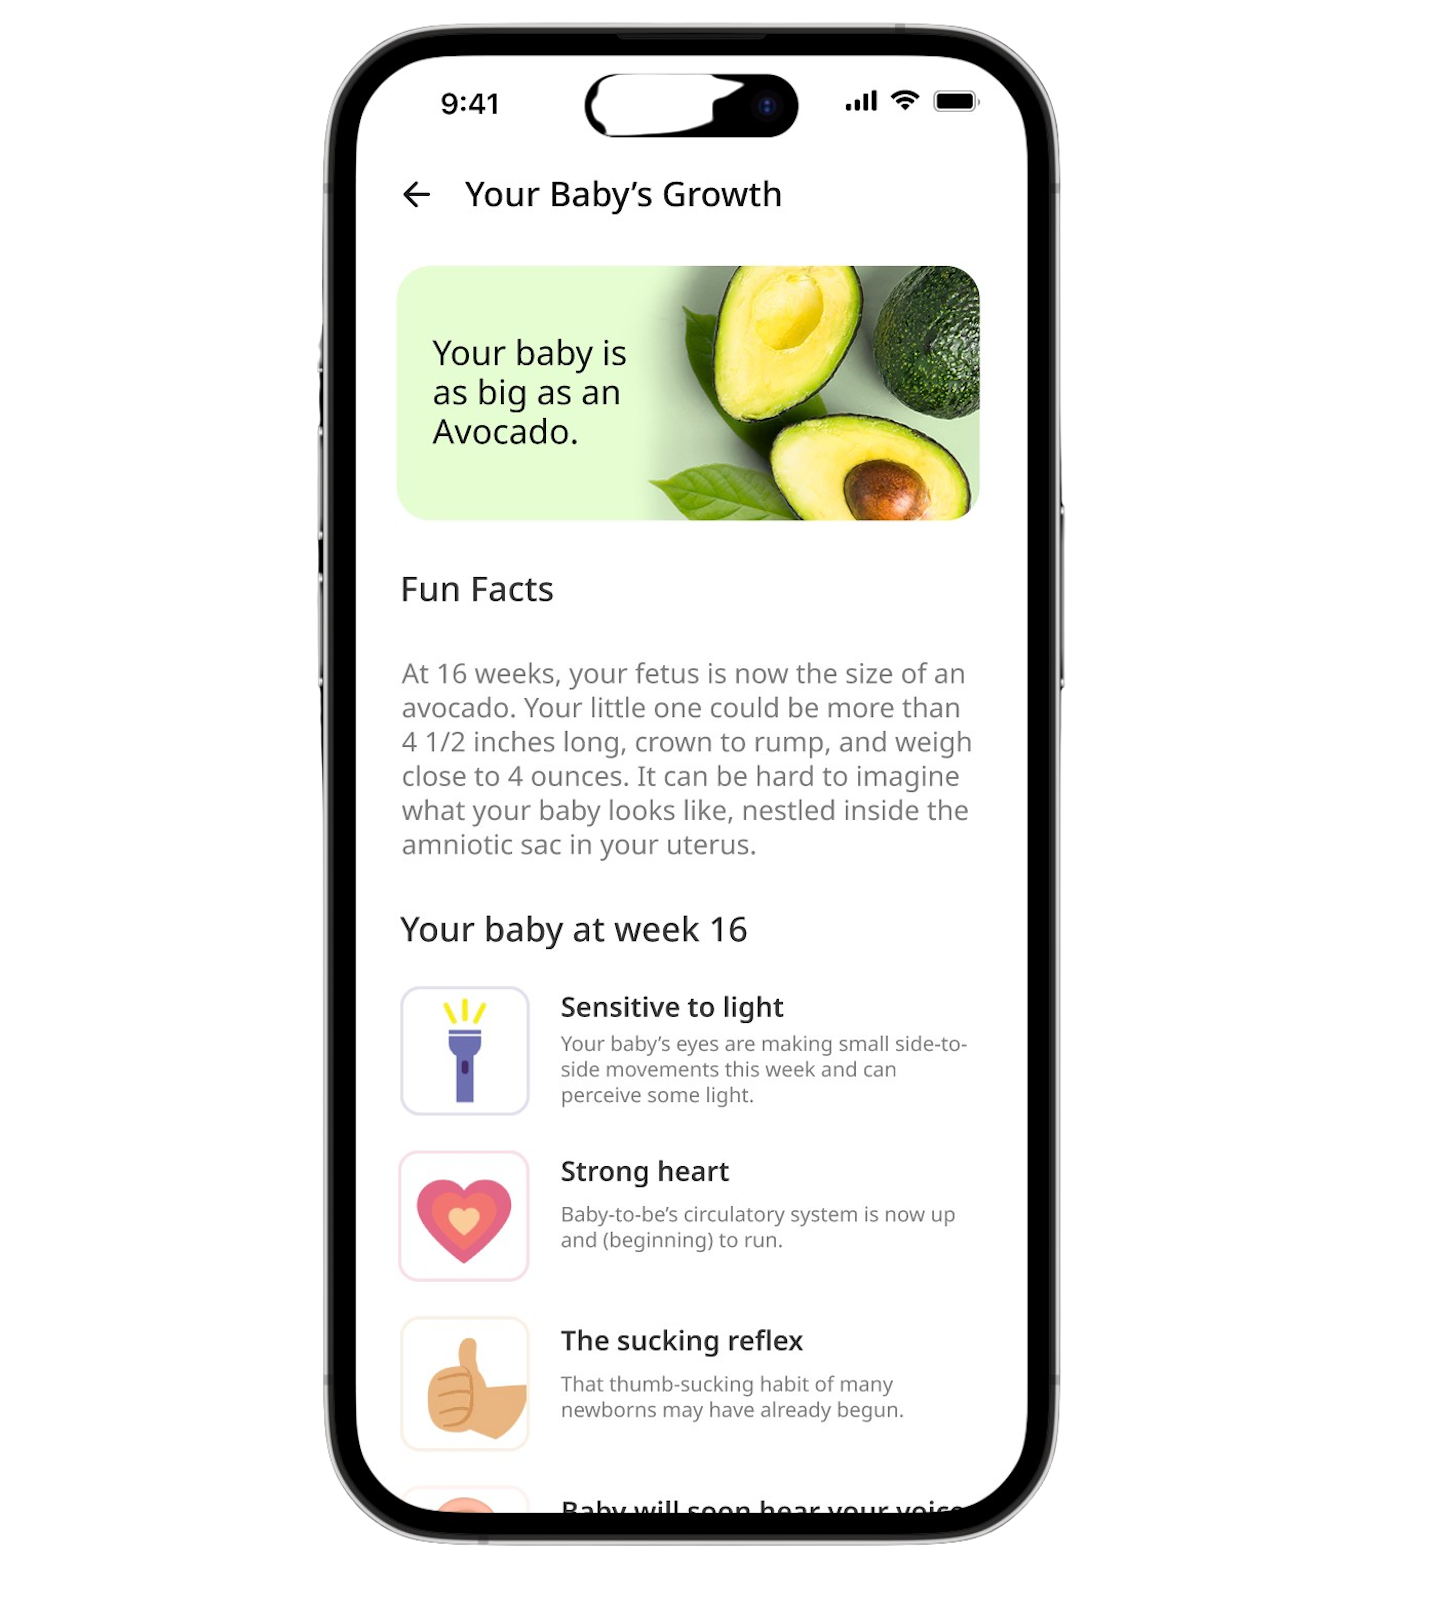 9:41
Your Baby’s Growth
Your baby is
as big as an
Avocado.
Fun Facts
At 16 weeks, your fetus is now the size of an
avocado. Your little one could be more than
4 1/2 inches long, crown to rump, and weigh
close to 4 ounces. It can be hard to imagine
what your baby looks like, nestled inside the
amniotic sac in your uterus.
Your baby at week 16
Sensitive to light
Your baby’s eyes are making small side-to-
side movements this week and can
perceive some light.
Strong heart
Baby-to-be’s circulatory system is now up
and (beginning) to run.
The sucking reflex
That thumb-sucking habit of many
newborns may have already begun.
Baby will soon hear your voice